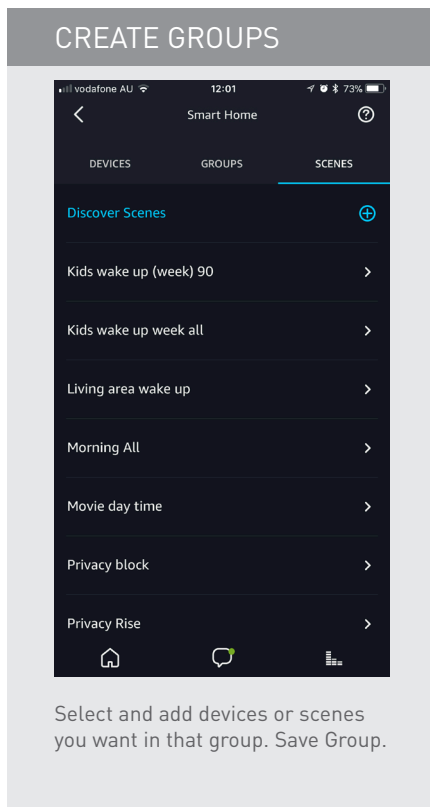 CREATE GROUPS
vodafone AU 12:01 73%
Smart Home
DEVICES GROUPS SCENES
Discover Scenes
Kids wake up (week) 90
Kids wake up week all
Living area wake up
Morning All
Movie day time
Privacy block
Privacy Rise
Select and add devices or scenes
you want in that group. Save Group.